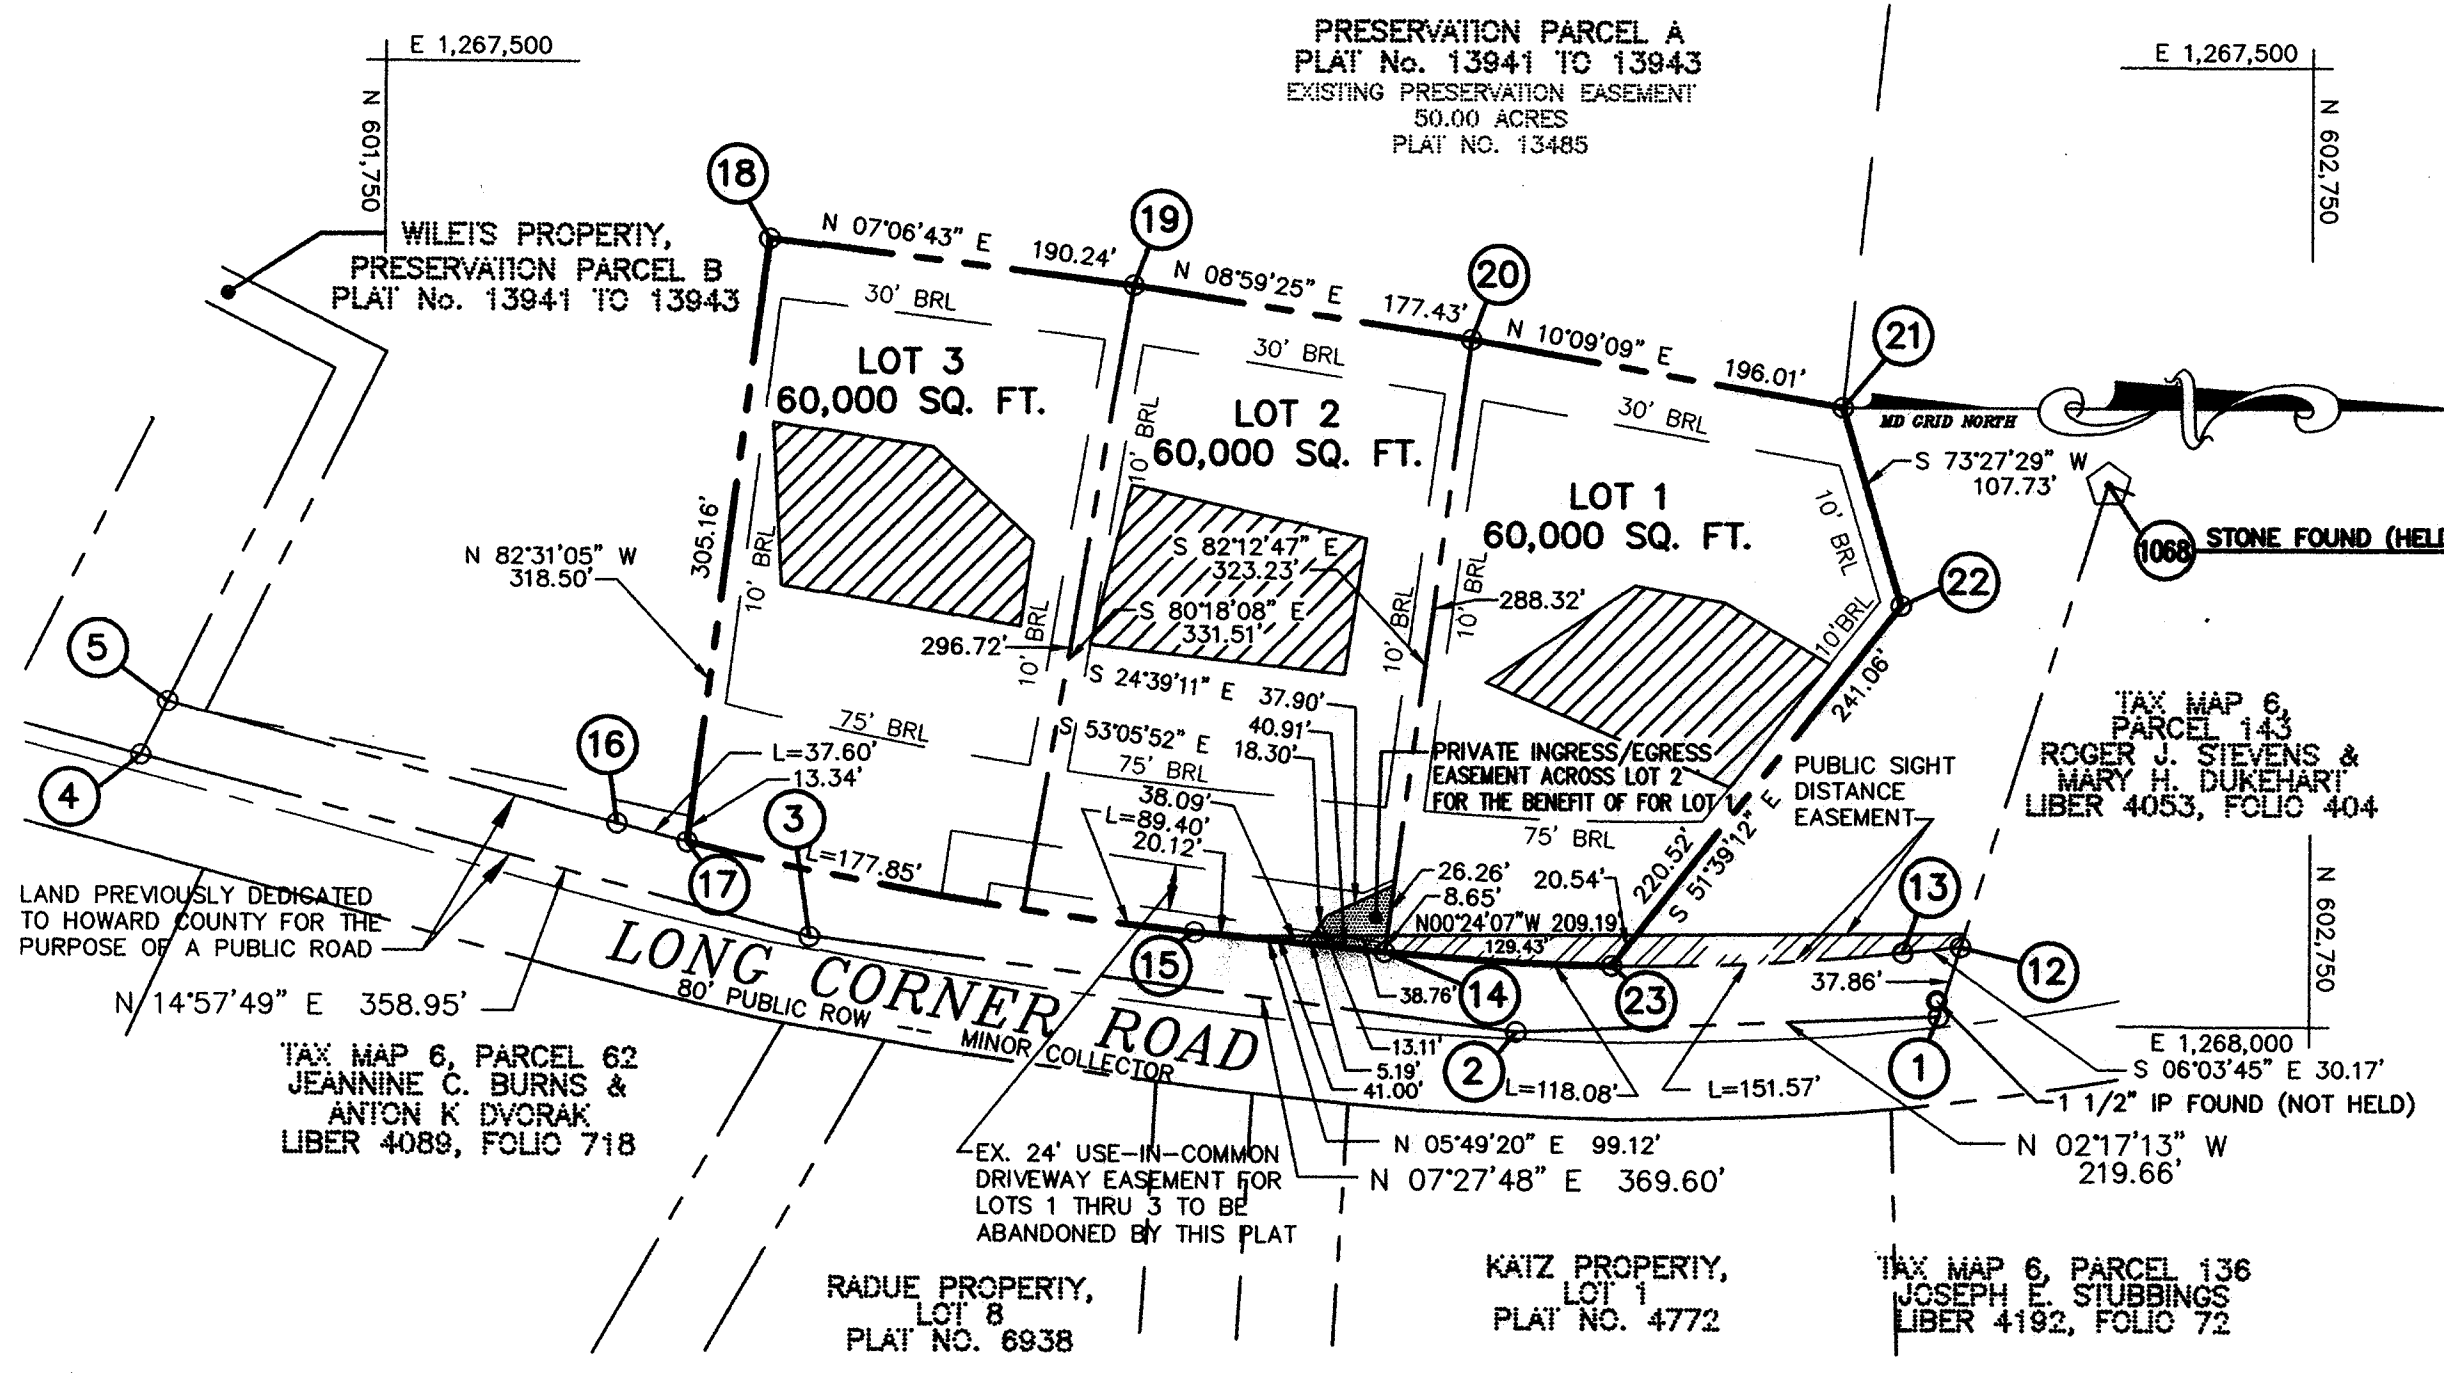 PRESERVATION PARCEL A
PLAT No. 13941 TO 13943
EXISTING PRESERVATION EASEMENT
50.00 ACRES
PLAT NO. 13485
E 1,267,500
N 601,750
E 1,267,500
N 602,750
WILEI'S PROPERTY,
PRESERVATION PARCEL B
PLAT No. 13941 TO 13943
18
N 07°06'43" E 190.24'
19
N 08°59'25" E 177.43'
20
N 10°09'09" E 196.01'
21
MD GRID NORTH
S 73°27'29" W
107.73'
1068
STONE FOUND (HELD
22
30' BRL
LOT 3
60,000 SQ. FT.
30' BRL
LOT 2
60,000 SQ. FT.
30' BRL
LOT 1
60,000 SQ. FT.
10' BRL
10' BRL
10' BRL
10' BRL
10' BRL
10' BRL
10' BRL
10' BRL
305.16'
N 82°31'05" W
318.50'
S 82°12'47" E
323.23'
S 80°18'08" E
331.51'
296.72'
288.32'
S 24°39'11" E 37.90'
40.91'
S 53°05'52" E 18.30'
75' BRL
75' BRL
75' BRL
PRIVATE INGRESS/EGRESS
EASEMENT ACROSS LOT 2
FOR THE BENEFIT OF FOR LOT 1
241.06'
220.52'
S 51°39'12" E
PUBLIC SIGHT
DISTANCE
EASEMENT
TAX MAP 6,
PARCEL 143
ROGER J. STEVENS &
MARY H. DUKEHART
LIBER 4053, FOLIO 404
5
4
16
L=37.60'
13.34'
3
17
L=177.85'
38.09'
L=89.40'
20.12'
15
26.26'
8.65'
20.54'
N00°24'07"W 209.19'
129.43'
38.76'
14
23
13
12
37.86'
N 602,750
E 1,268,000
LAND PREVIOUSLY DEDICATED
TO HOWARD COUNTY FOR THE
PURPOSE OF A PUBLIC ROAD
N 14°57'49" E 358.95'
LONG CORNER ROAD
80' PUBLIC ROW -- MINOR COLLECTOR
13.11'
5.19'
41.00'
2
L=118.08'
L=151.57'
1
S 06°03'45" E 30.17'
1 1/2" IP FOUND (NOT HELD)
N 02°17'13" W
219.66'
N 05°49'20" E 99.12'
N 07°27'48" E 369.60'
TAX MAP 6, PARCEL 62
JEANNINE C. BURNS &
ANTON K DVORAK
LIBER 4089, FOLIO 718
EX. 24' USE-IN-COMMON
DRIVEWAY EASEMENT FOR
LOTS 1 THRU 3 TO BE
ABANDONED BY THIS PLAT
RADUE PROPERTY,
LOT 8
PLAT NO. 6938
KATZ PROPERTY,
LOT 1
PLAT NO. 4772
TAX MAP 6, PARCEL 136
JOSEPH E. STUBBINGS
LIBER 4192, FOLIO 72